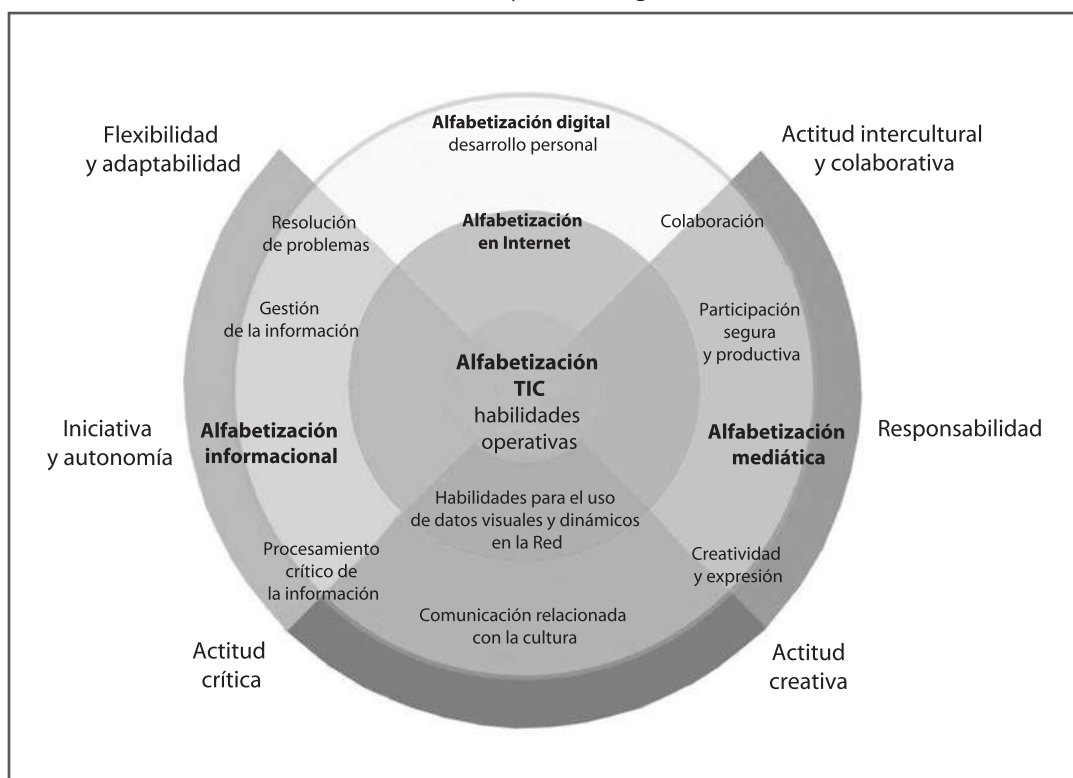 Alfabetización digital
desarrollo personal
Flexibilidad
y adaptabilidad
Actitud intercultural
y colaborativa
Resolución
de problemas
Alfabetización
en Internet
Colaboración
Gestión
de la información
Participación
segura
y productiva
Alfabetización
TIC
habilidades
operativas
Iniciativa
y autonomía
Alfabetización
informacional
Alfabetización
mediática
Responsabilidad
Habilidades para el uso
de datos visuales y dinámicos
en la Red
Procesamiento
crítico de
la información
Creatividad
y expresión
Comunicación relacionada
con la cultura
Actitud
crítica
Actitud
creativa